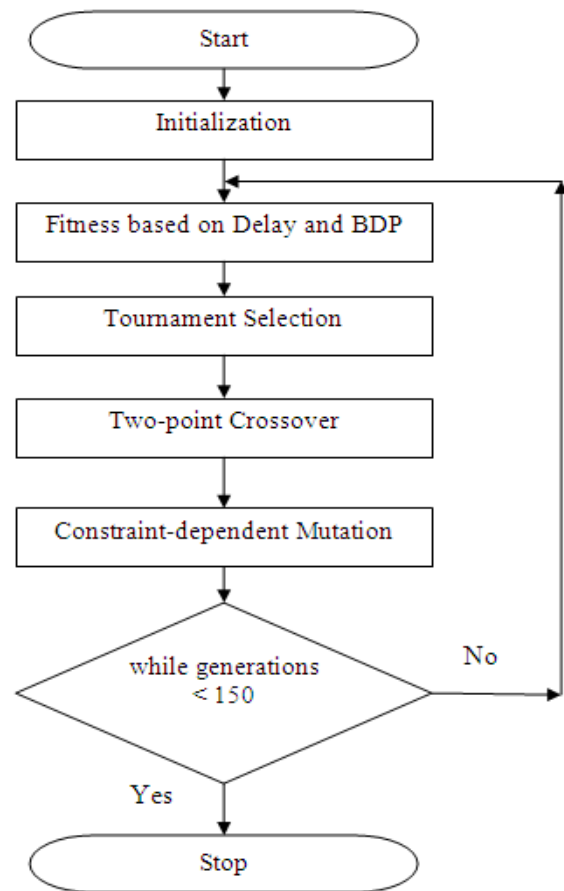 Start
Initialization
Fitness based on Delay and BDP
Tournament Selection
Two-point Crossover
Constraint-dependent Mutation
while generations
< 150
No
Yes
Stop